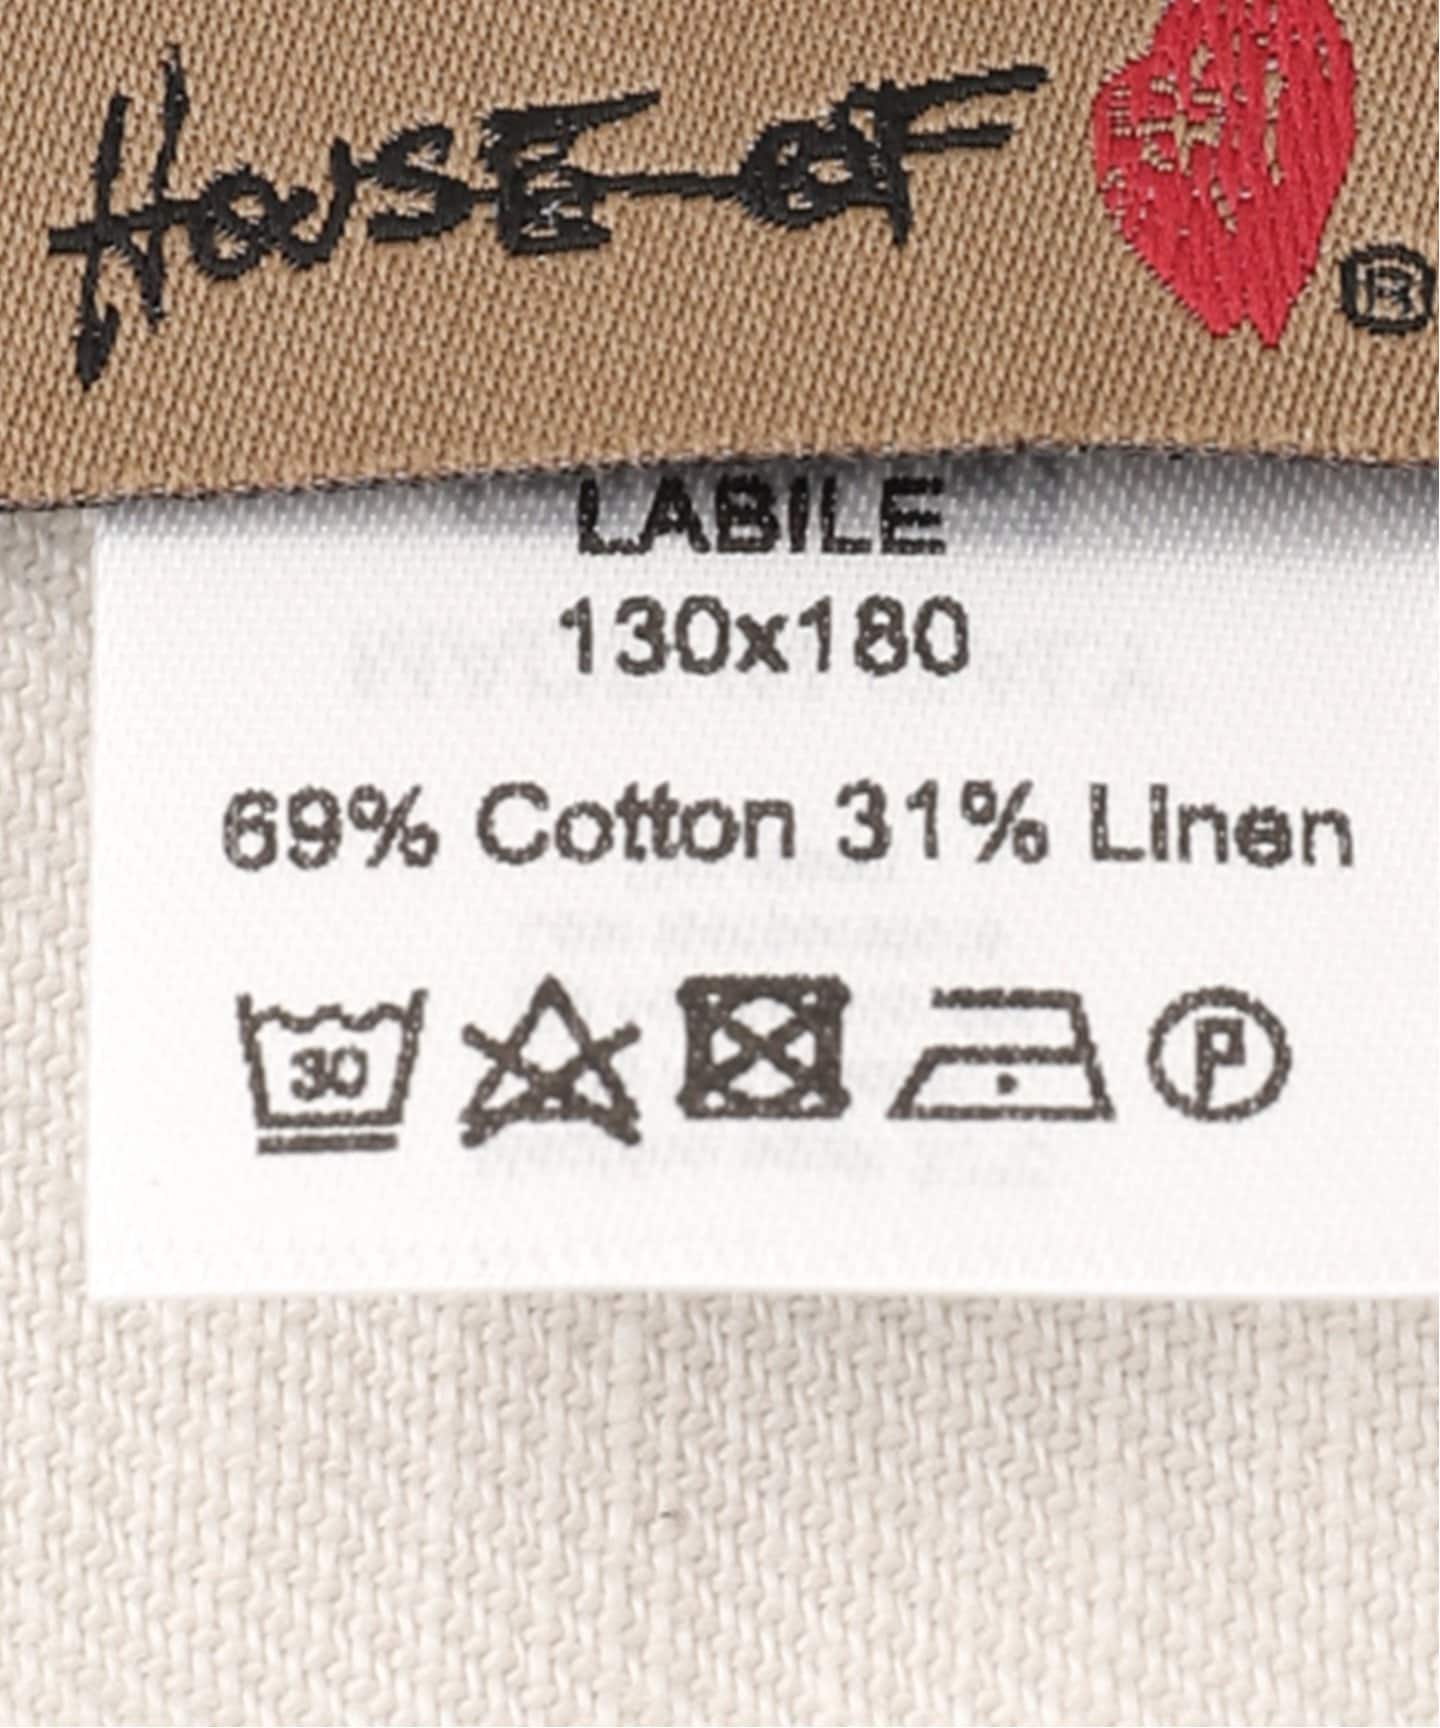 HOUSE OF
®
LABILE
130x180
69% Cotton 31% Linen
30
P